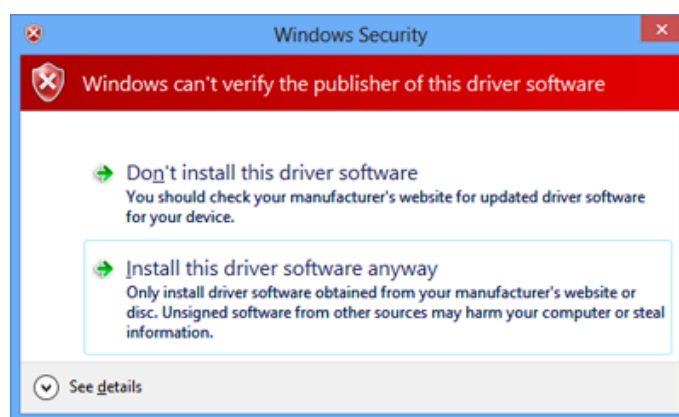 Windows Security
Windows can't verify the publisher of this driver software
Don't install this driver software
You should check your manufacturer's website for updated driver software
for your device.
Install this driver software anyway
Only install driver software obtained from your manufacturer's website or
disc. Unsigned software from other sources may harm your computer or steal
information.
See details